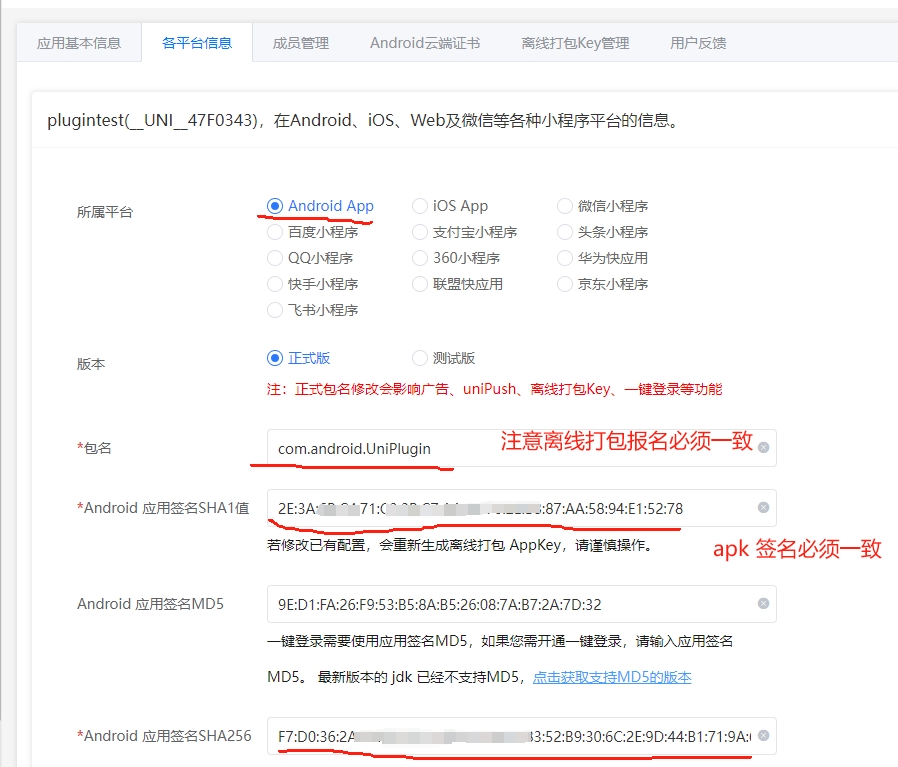 应用基本信息 各平台信息 成员管理 Android云端证书 离线打包Key管理 用户反馈
plugintest(__UNI__47F0343)，在Android、iOS、Web及微信等各种小程序平台的信息。
所属平台
Android App iOS App 微信小程序
百度小程序 支付宝小程序 头条小程序
QQ小程序 360小程序 华为快应用
快手小程序 联盟快应用 京东小程序
飞书小程序
版本 正式版 测试版
注：正式包名修改会影响广告、uniPush、离线打包Key、一键登录等功能
*包名 com.android.UniPlugin 注意离线打包报名必须一致
*Android 应用签名SHA1值 2E:3A: 71: :87:AA:58:94:E1:52:78
若修改已有配置，会重新生成离线打包 AppKey，请谨慎操作。
apk 签名必须一致
Android 应用签名MD5 9E:D1:FA:26:F9:53:B5:8A:B5:26:08:7A:B7:2A:7D:32
一键登录需要使用应用签名MD5，如果您需开通一键登录，请输入应用签名
MD5。 最新版本的 jdk 已经不支持MD5，点击获取支持MD5的版本
*Android 应用签名SHA256 F7:D0:36:2A :52:B9:30:6C:2E:9D:44:B1:71:9A: